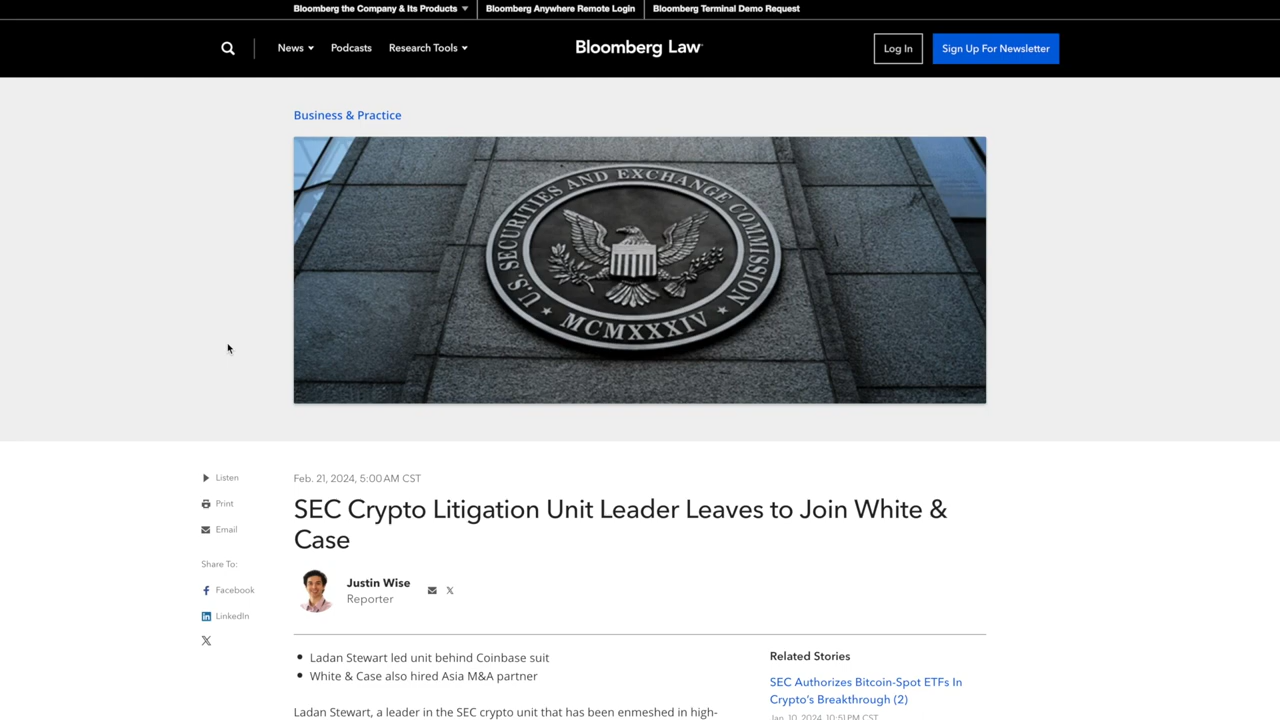 Bloomberg the Company & Its Products
Bloomberg Anywhere Remote Login
Bloomberg Terminal Demo Request
News
Podcasts
Research Tools
Bloomberg Law
Log In
Sign Up For Newsletter
Business & Practice
U.S. SECURITIES AND EXCHANGE COMMISSION
MCMXXXIV
Listen
Print
Email
Share To:
Facebook
LinkedIn
Feb. 21, 2024, 5:00 AM CST
SEC Crypto Litigation Unit Leader Leaves to Join White &
Case
Justin Wise
Reporter
Ladan Stewart led unit behind Coinbase suit
White & Case also hired Asia M&A partner
Ladan Stewart, a leader in the SEC crypto unit that has been enmeshed in high-
Related Stories
SEC Authorizes Bitcoin-Spot ETFs In
Crypto's Breakthrough (2)
Jan. 10, 2024, 10:51 PM CST